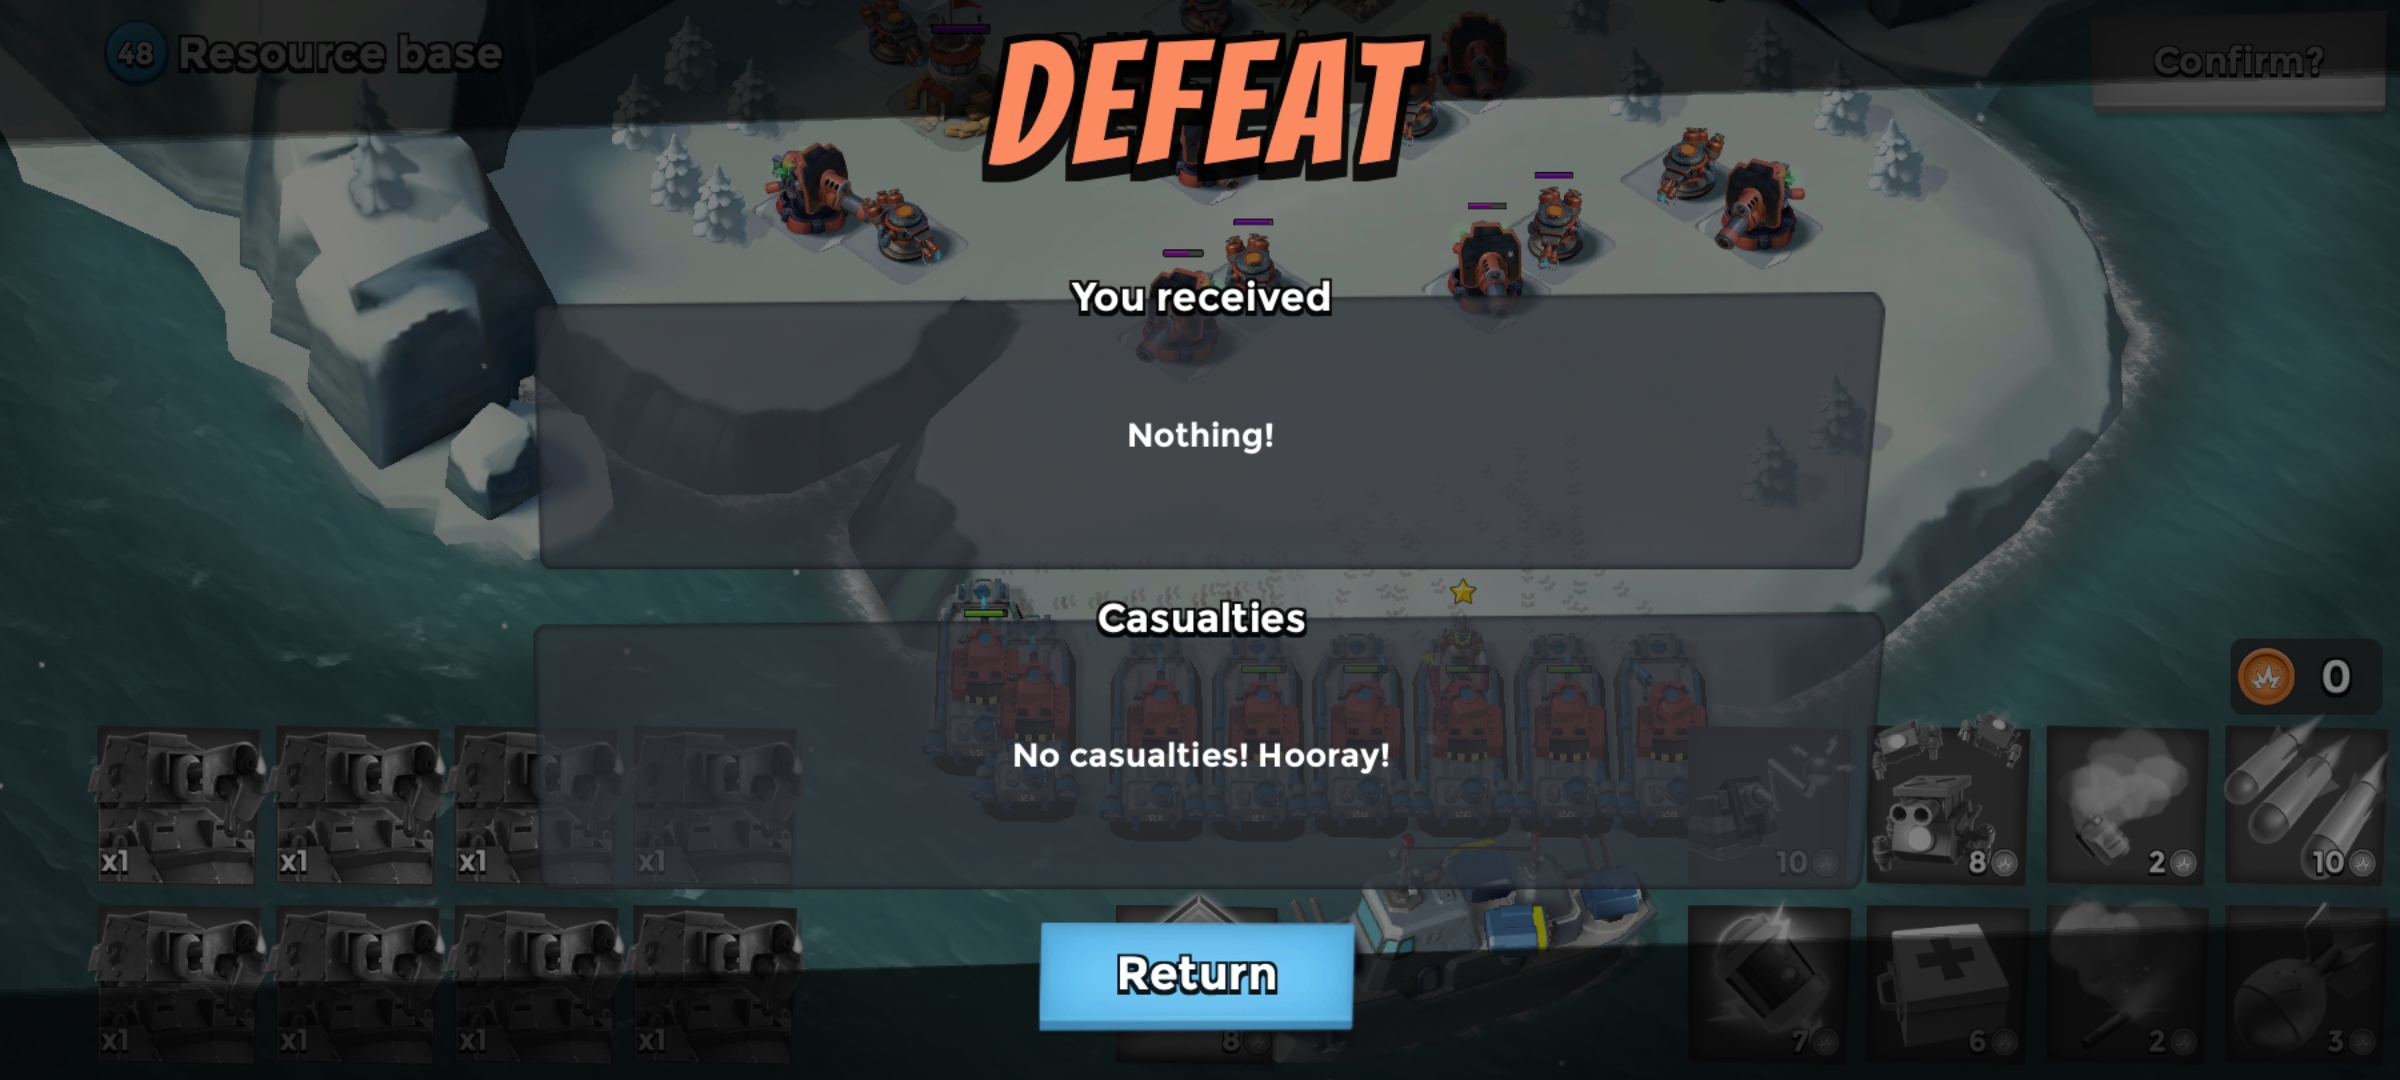 48 Resource base
DEFEAT
Confirm?
You received
Nothing!
Casualties
No casualties! Hooray!
0
x1 x1 x1 x1
10 8 2 10
Return
x1 x1 x1 x1
8 7 6 2 3